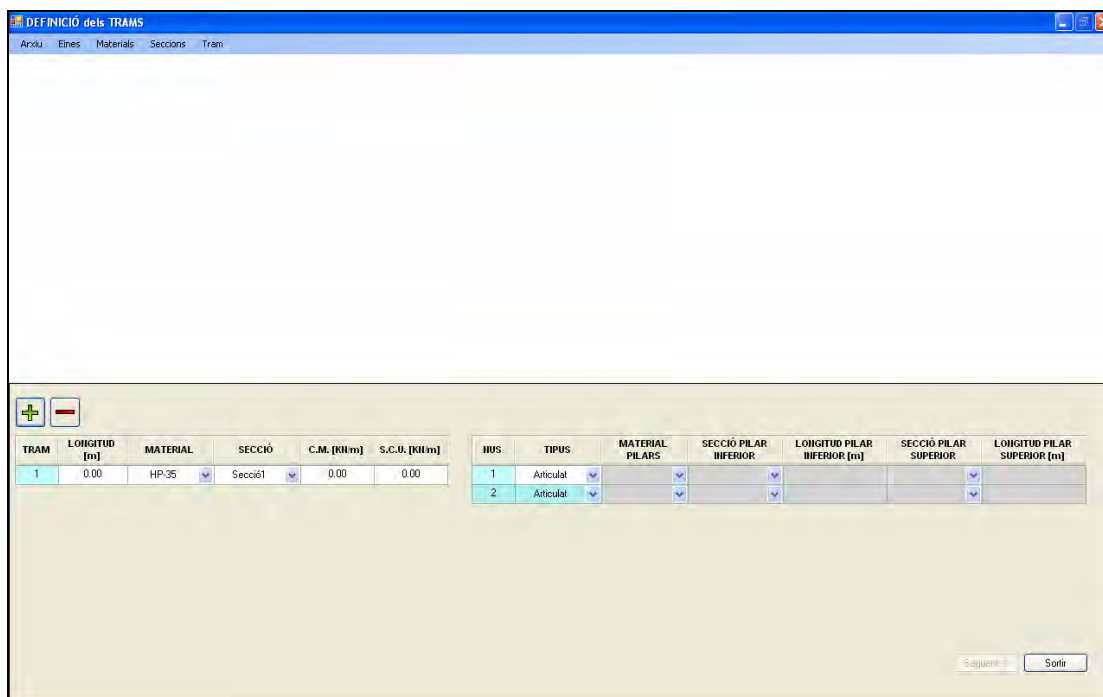 DEFINICIÓ dels TRAMS
Arxiu Eines Materials Seccions Tram
TRAM LONGITUD [m] MATERIAL SECCIÓ C.M. [KN/m] S.C.U. [KN/m]
1 0.00 HP-35 Secció1 0.00 0.00
NUS TIPUS MATERIAL PILARS SECCIÓ PILAR INFERIOR LONGITUD PILAR INFERIOR [m] SECCIÓ PILAR SUPERIOR LONGITUD PILAR SUPERIOR [m]
1 Articulat
2 Articulat
Següent Sortir